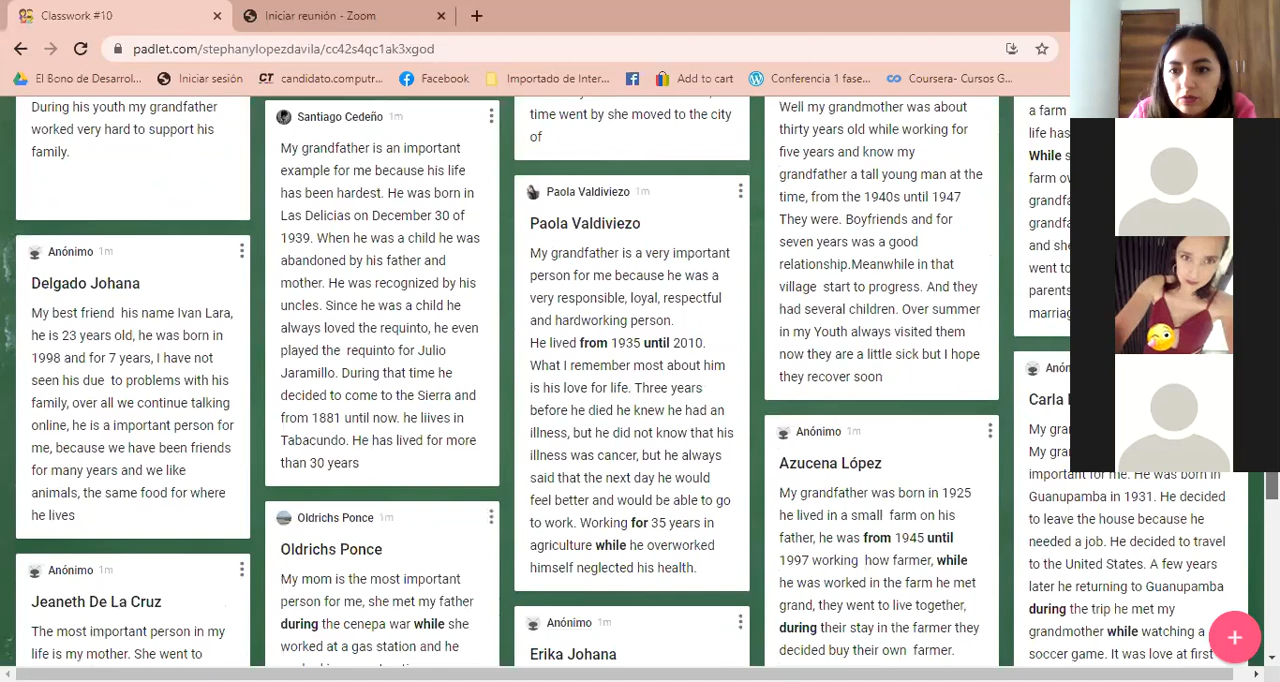 Classwork #10
Iniciar reunión - Zoom
padlet.com/stephanylopezdavila/cc42s4qc1ak3xgod
El Bono de Desarrol...
Iniciar sesión
candidato.computr...
Facebook
Importado de Inter...
Add to cart
Conferencia 1 fase...
Coursera- Cursos G...
During his youth my grandfather
worked very hard to support his
family.
Anónimo 1m
Delgado Johana
My best friend his name Ivan Lara,
he is 23 years old, he was born in
1998 and for 7 years, I have not
seen his due to problems with his
family, over all we continue talking
online, he is a important person for
me, because we have been friends
for many years and we like
animals, the same food for where
he lives
Anónimo 1m
Jeaneth De La Cruz
The most important person in my
life is my mother. She went to
Santiago Cedeño 1m
My grandfather is an important
example for me because his life
has been hardest. He was born in
Las Delicias on December 30 of
1939. When he was a child he was
abandoned by his father and
mother. He was recognized by his
uncles. Since he was a child he
always loved the requinto, he even
played the requinto for Julio
Jaramillo. During that time he
decided to come to the Sierra and
from 1881 until now. he liives in
Tabacundo. He has lived for more
than 30 years
Oldrichs Ponce 1m
Oldrichs Ponce
My mom is the most important
person for me, she met my father
during the cenepa war while she
worked at a gas station and he
time went by she moved to the city
of
Paola Valdiviezo 1m
Paola Valdiviezo
My grandfather is a very important
person for me because he was a
very responsible, loyal, respectful
and hardworking person.
He lived from 1935 until 2010.
What I remember most about him
is his love for life. Three years
before he died he knew he had an
illness, but he did not know that his
illness was cancer, but he always
said that the next day he would
feel better and would be able to go
to work. Working for 35 years in
agriculture while he overworked
himself neglected his health.
Anónimo 1m
Erika Johana
Well my grandmother was about
thirty years old while working for
five years and know my
grandfather a tall young man at the
time, from the 1940s until 1947
They were. Boyfriends and for
seven years was a good
relationship.Meanwhile in that
village start to progress. And they
had several children. Over summer
in my Youth always visited them
now they are a little sick but I hope
they recover soon
Anónimo 1m
Azucena López
My grandfather was born in 1925
he lived in a small farm on his
father, he was from 1945 until
1997 working how farmer, while
he was worked in the farm he met
grand, they went to live together,
during their stay in the farmer they
decided buy their own farmer.
a farm
life has
While
farm
and she
went to
parents
Carla
important for me. He was born in
Guanupamba in 1931. He decided
to leave the house because he
needed a job. He decided to travel
to the United States. A few years
later he returning to Guanupamba
during the trip he met my
grandmother while watching a
soccer game. It was love at first